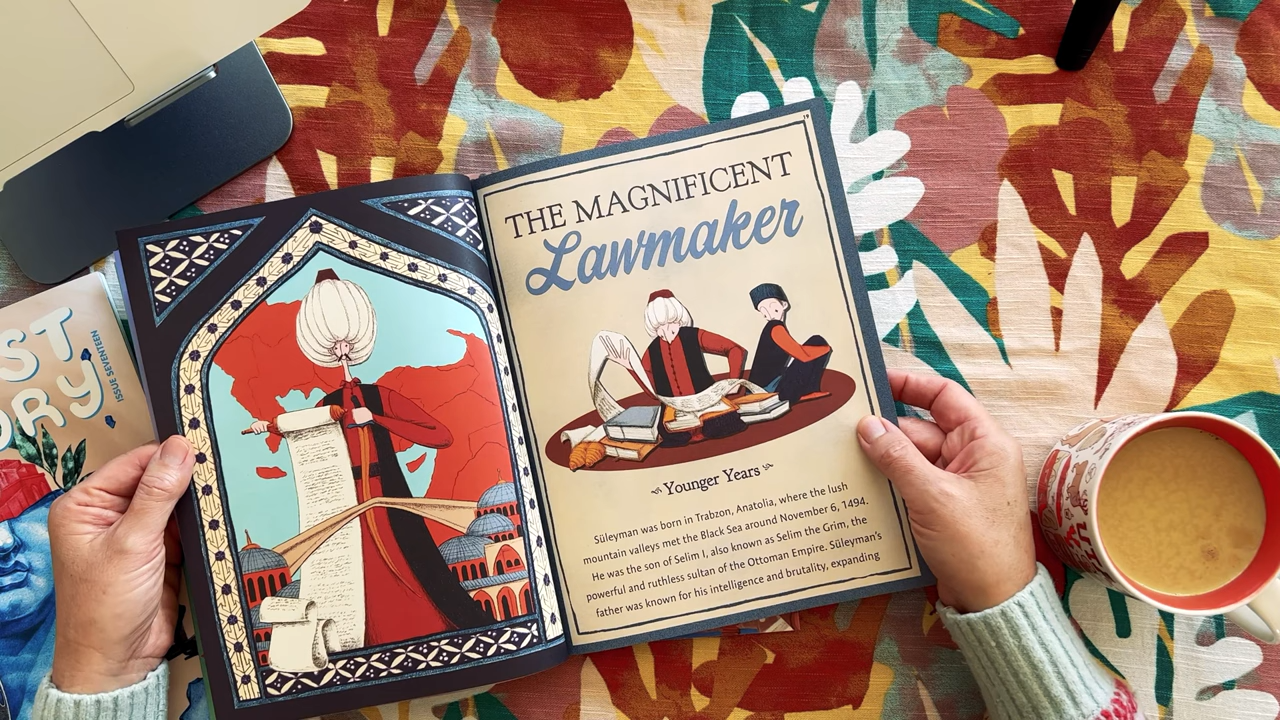 ST
ORY
ISSUE SEVENTEEN
THE MAGNIFICENT
Lawmaker
Younger Years
Süleyman was born in Trabzon, Anatolia, where the lush
mountain valleys met the Black Sea around November 6, 1494.
He was the son of Selim I, also known as Selim the Grim, the
powerful and ruthless sultan of the Ottoman Empire. Süleyman's
father was known for his intelligence and brutality, expanding